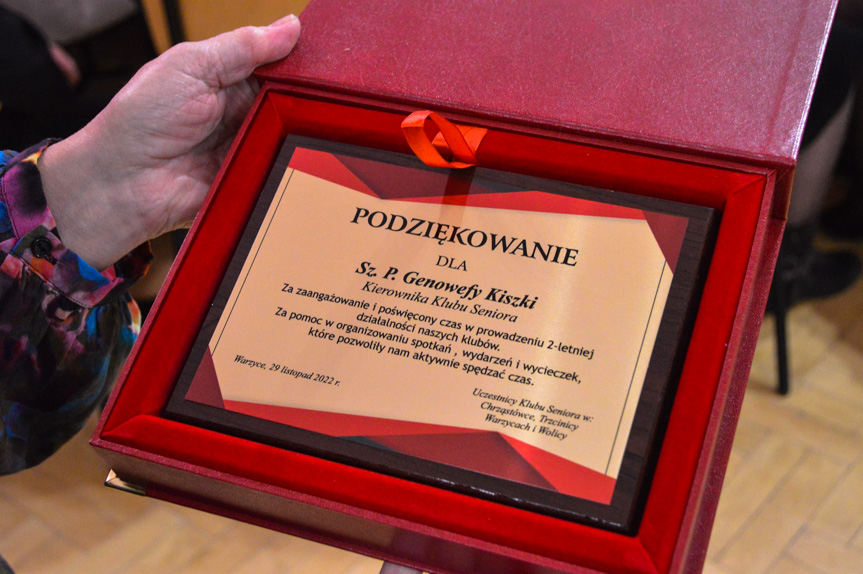 PODZIĘKOWANIE
DLA
Sz. P. Genowefy Kiszki
Kierownika Klubu Seniora
Za zaangażowanie i poświęcony czas w prowadzeniu 2-letniej
działalności naszych klubów.
Za pomoc w organizowaniu spotkań , wydarzeń i wycieczek,
które pozwoliły nam aktywnie spędzać czas.
Warzyce, 29 listopad 2022 r.
Uczestnicy Klubu Seniora w:
Chrząstówce, Trzcinicy
Warzycach i Wolicy